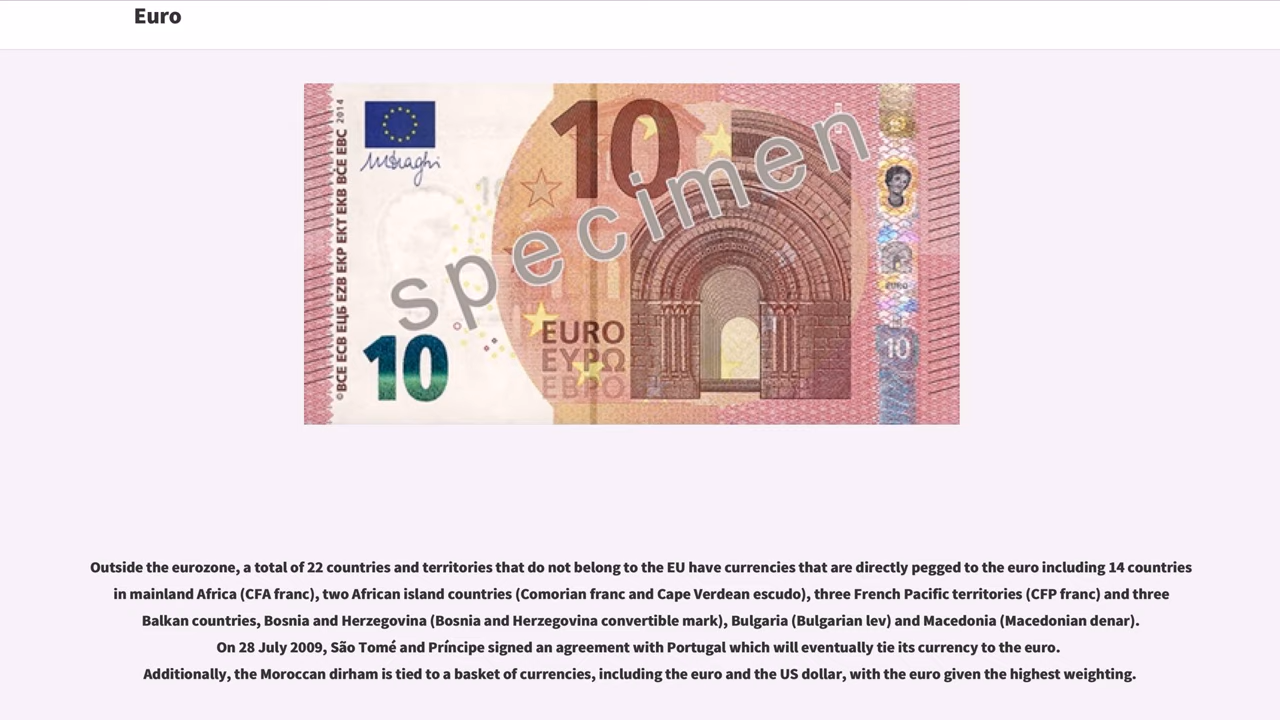 Euro
©BCE ECB ЕЦБ EZB EKP EKT EKB BĊE EBC 2014
10
specimen
10
EURO
ΕΥΡΩ
ЕВРО
EURO
10
Outside the eurozone, a total of 22 countries and territories that do not belong to the EU have currencies that are directly pegged to the euro including 14 countries
in mainland Africa (CFA franc), two African island countries (Comorian franc and Cape Verdean escudo), three French Pacific territories (CFP franc) and three
Balkan countries, Bosnia and Herzegovina (Bosnia and Herzegovina convertible mark), Bulgaria (Bulgarian lev) and Macedonia (Macedonian denar).
On 28 July 2009, São Tomé and Príncipe signed an agreement with Portugal which will eventually tie its currency to the euro.
Additionally, the Moroccan dirham is tied to a basket of currencies, including the euro and the US dollar, with the euro given the highest weighting.